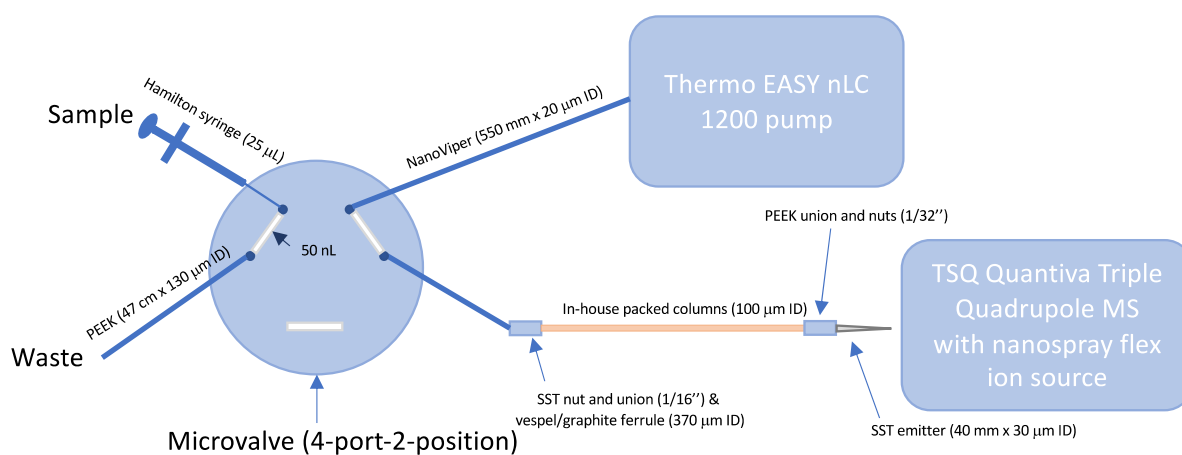 Thermo EASY nLC
1200 pump
Hamilton syringe (25 μL)
Sample
NanoViper (550 mm x 20 μm ID)
PEEK union and nuts (1/32’’)
50 nL
PEEK (47 cm x 130 μm ID)
In-house packed columns (100 μm ID)
TSQ Quantiva Triple
Quadrupole MS
with nanospray flex
ion source
Waste
SST nut and union (1/16’’) &
vespel/graphite ferrule (370 μm ID)
SST emitter (40 mm x 30 μm ID)
Microvalve (4-port-2-position)